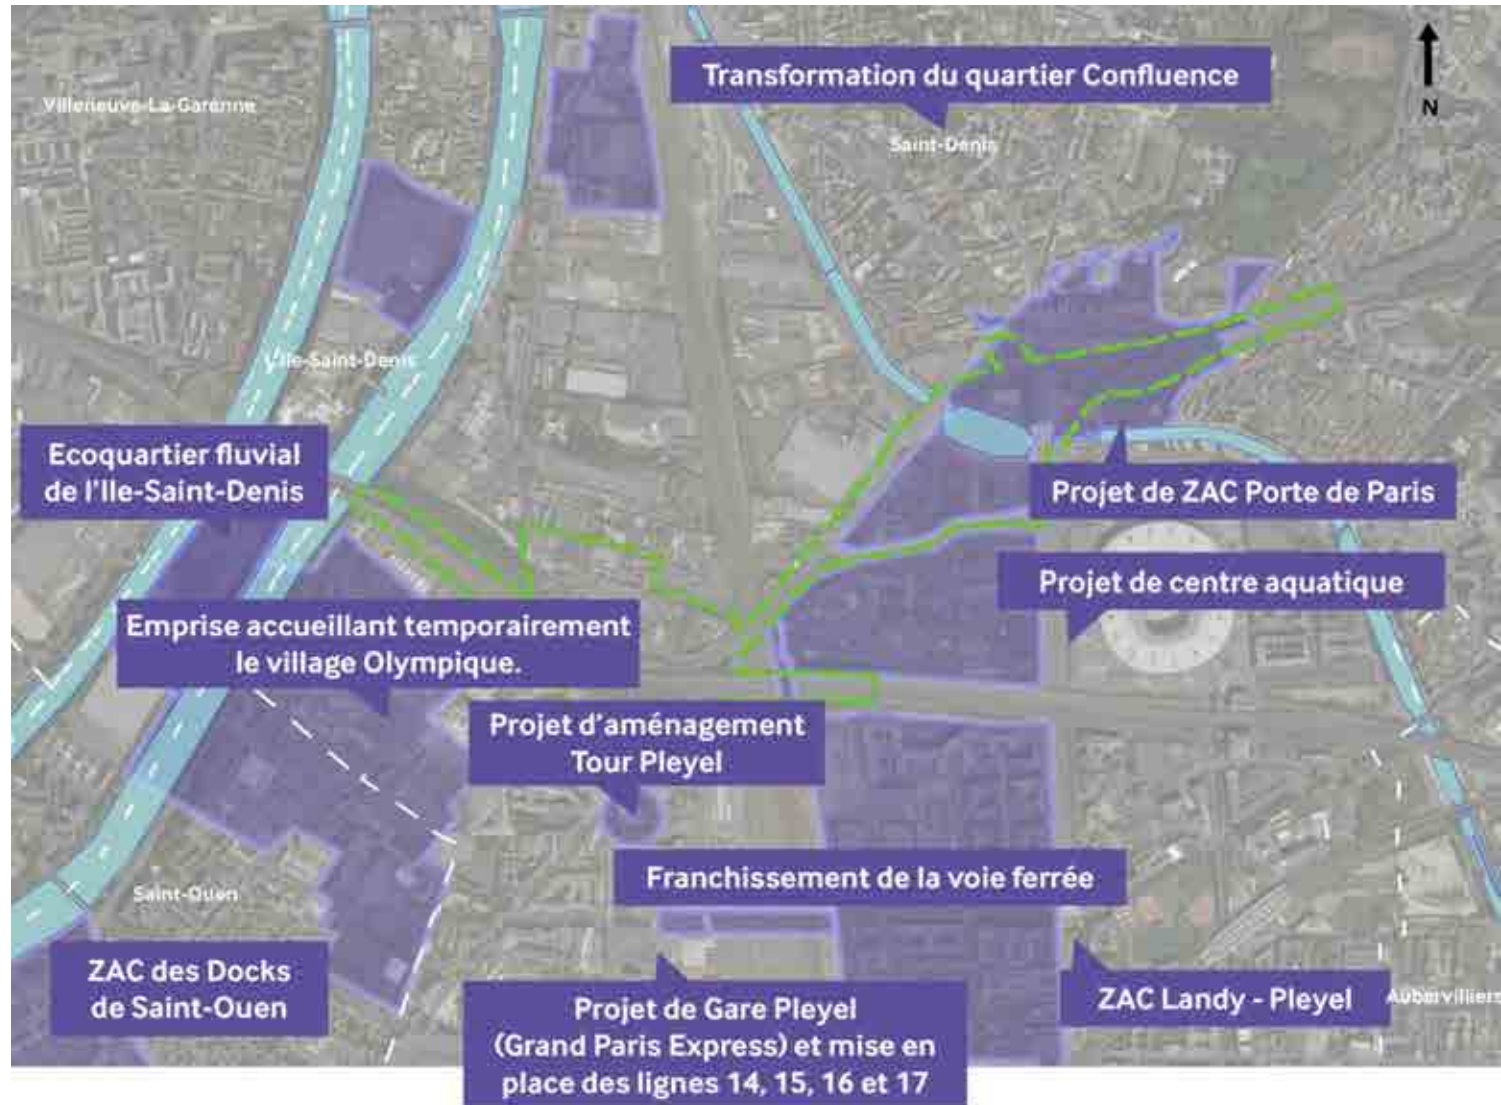 Transformation du quartier Confluence
N
Villeneuve-La-Garenne
Saint-Denis
L'Ile-Saint-Denis
Ecoquartier fluvial
de l'Ile-Saint-Denis
Projet de ZAC Porte de Paris
Projet de centre aquatique
Emprise accueillant temporairement
le village Olympique.
Projet d'aménagement
Tour Pleyel
Franchissement de la voie ferrée
Saint-Ouen
ZAC des Docks
de Saint-Ouen
Projet de Gare Pleyel
(Grand Paris Express) et mise en
place des lignes 14, 15, 16 et 17
ZAC Landy - Pleyel
Aubervilliers